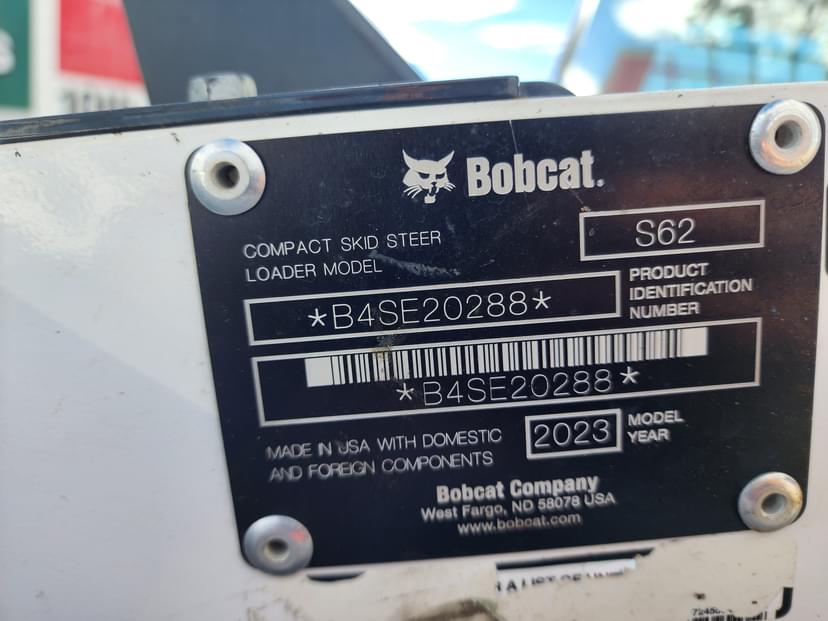 Bobcat.
COMPACT SKID STEER
LOADER MODEL
S62
*B4SE20288*
PRODUCT
IDENTIFICATION
NUMBER
*B4SE20288*
MADE IN USA WITH DOMESTIC
AND FOREIGN COMPONENTS
2023
MODEL
YEAR
Bobcat Company
West Fargo, ND 58078 USA
www.bobcat.com